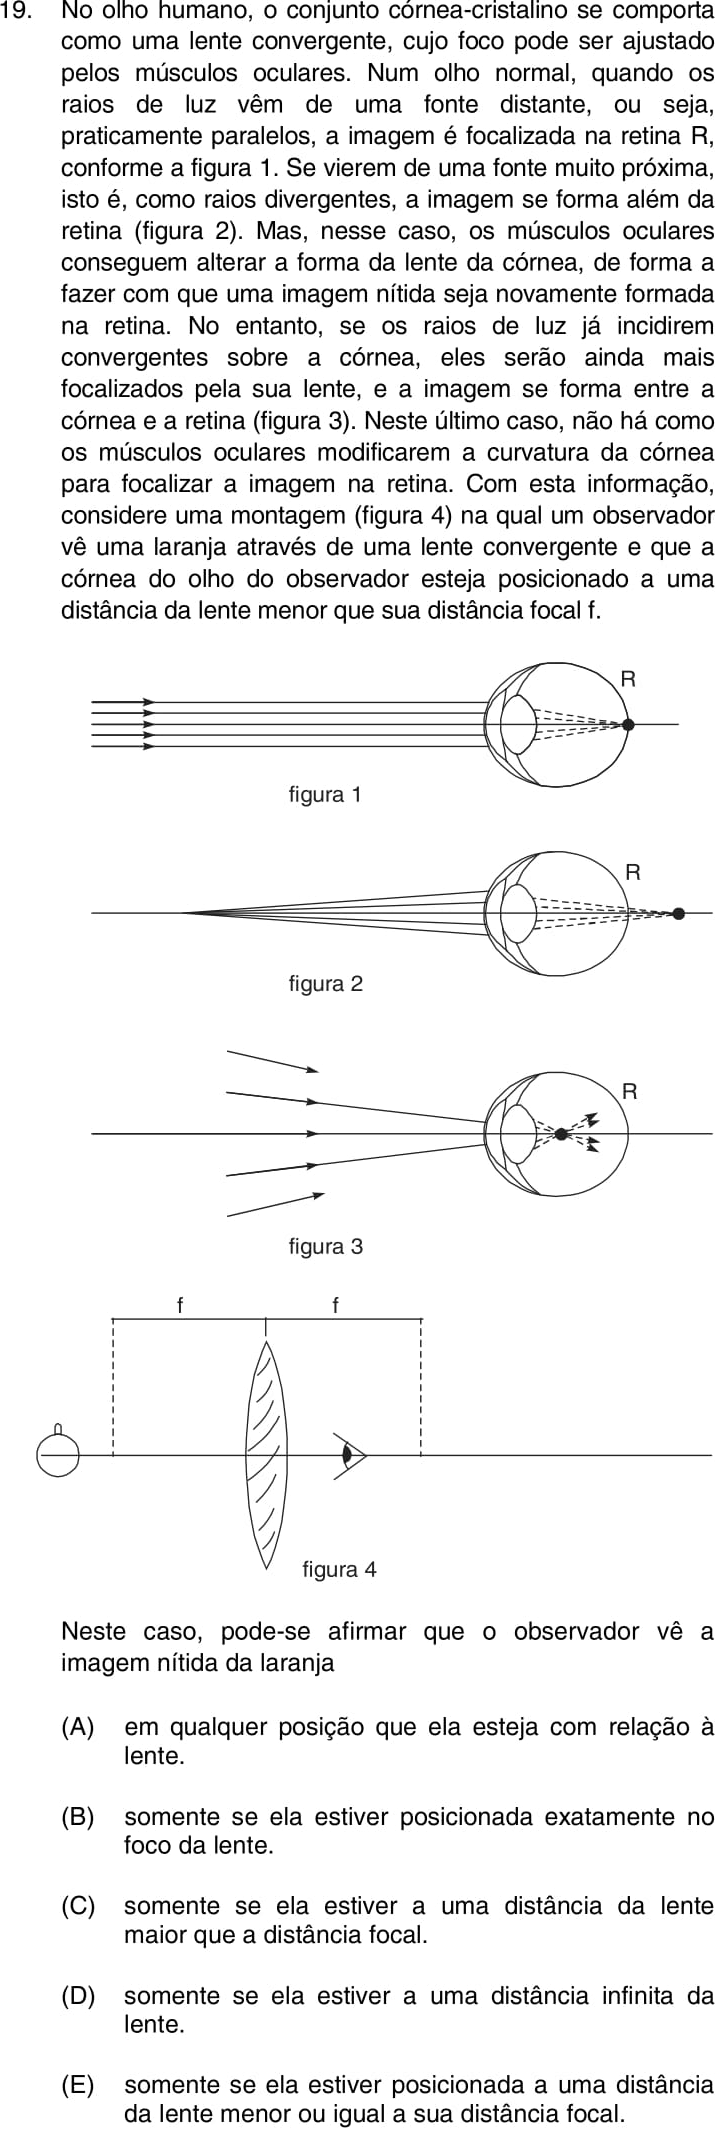 19. No olho humano, o conjunto córnea-cristalino se comporta
como uma lente convergente, cujo foco pode ser ajustado
pelos músculos oculares. Num olho normal, quando os
raios de luz vêm de uma fonte distante, ou seja,
praticamente paralelos, a imagem é focalizada na retina R,
conforme a figura 1. Se vierem de uma fonte muito próxima,
isto é, como raios divergentes, a imagem se forma além da
retina (figura 2). Mas, nesse caso, os músculos oculares
conseguem alterar a forma da lente da córnea, de forma a
fazer com que uma imagem nítida seja novamente formada
na retina. No entanto, se os raios de luz já incidirem
convergentes sobre a córnea, eles serão ainda mais
focalizados pela sua lente, e a imagem se forma entre a
córnea e a retina (figura 3). Neste último caso, não há como
os músculos oculares modificarem a curvatura da córnea
para focalizar a imagem na retina. Com esta informação,
considere uma montagem (figura 4) na qual um observador
vê uma laranja através de uma lente convergente e que a
córnea do olho do observador esteja posicionado a uma
distância da lente menor que sua distância focal f.
R
figura 1
R
figura 2
R
figura 3
f f
figura 4
Neste caso, pode-se afirmar que o observador vê a
imagem nítida da laranja
(A) em qualquer posição que ela esteja com relação à
lente.
(B) somente se ela estiver posicionada exatamente no
foco da lente.
(C) somente se ela estiver a uma distância da lente
maior que a distância focal.
(D) somente se ela estiver a uma distância infinita da
lente.
(E) somente se ela estiver posicionada a uma distância
da lente menor ou igual a sua distância focal.